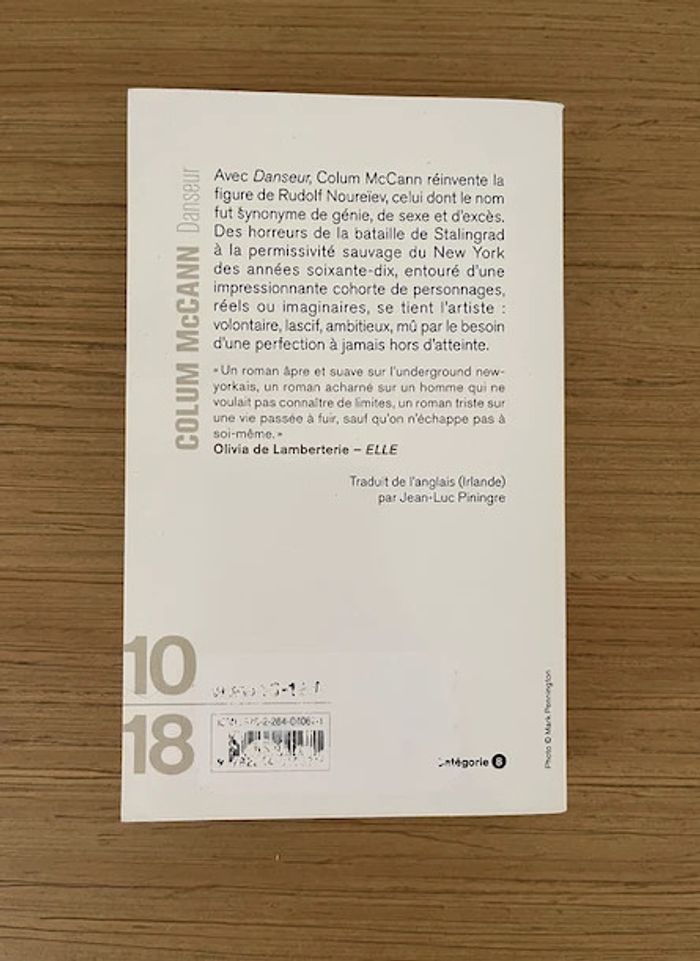 COLUM McCANN Danseur
Avec Danseur, Colum McCann réinvente la
figure de Rudolf Noureïev, celui dont le nom
fut synonyme de génie, de sexe et d'excès.
Des horreurs de la bataille de Stalingrad
à la permissivité sauvage du New York
des années soixante-dix, entouré d'une
impressionnante cohorte de personnages,
réels ou imaginaires, se tient l'artiste :
volontaire, lascif, ambitieux, mû par le besoin
d'une perfection à jamais hors d'atteinte.
« Un roman âpre et suave sur l'underground new-
yorkais, un roman acharné sur un homme qui ne
voulait pas connaître de limites, un roman triste sur
une vie passée à fuir, sauf qu'on n'échappe pas à
soi-même. »
Olivia de Lamberterie – ELLE
Traduit de l'anglais (Irlande)
par Jean-Luc Piningre
10
18
Catégorie 8
Photo © Mark Pennington